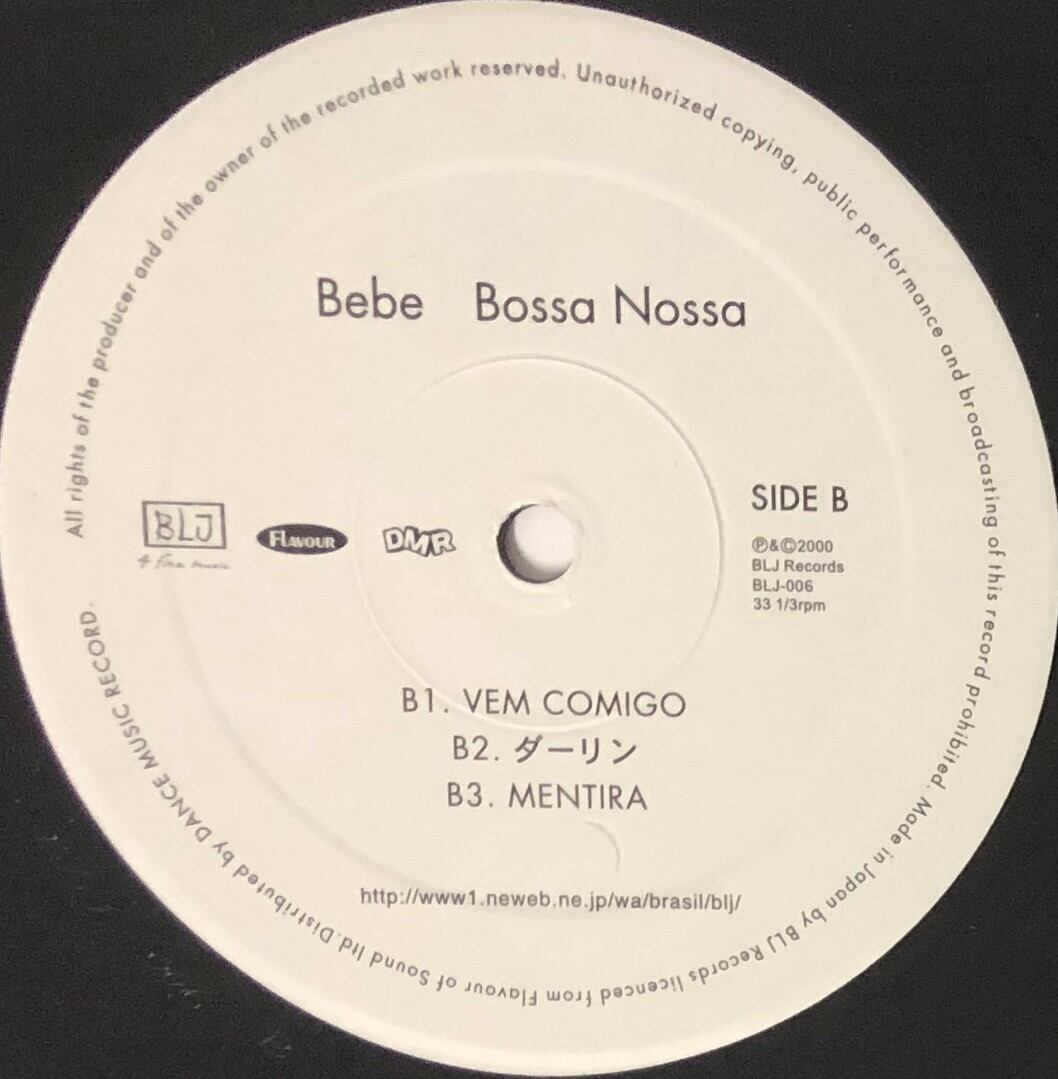 All rights of the producer and of the owner of the recorded work reserved. Unauthorized copying, public performance and broadcasting of this record prohibited. Made in Japan by BLJ Records licenced from Flavour of Sound ltd. Distributed by DANCE MUSIC RECORD.
Bebe Bossa Nossa
SIDE B
℗&©2000
BLJ Records
BLJ-006
33 1/3rpm
BLJ
4 fine music
FLAVOUR
DMR
B1. VEM COMIGO
B2. ダーリン
B3. MENTIRA
http://www1.neweb.ne.jp/wa/brasil/blj/